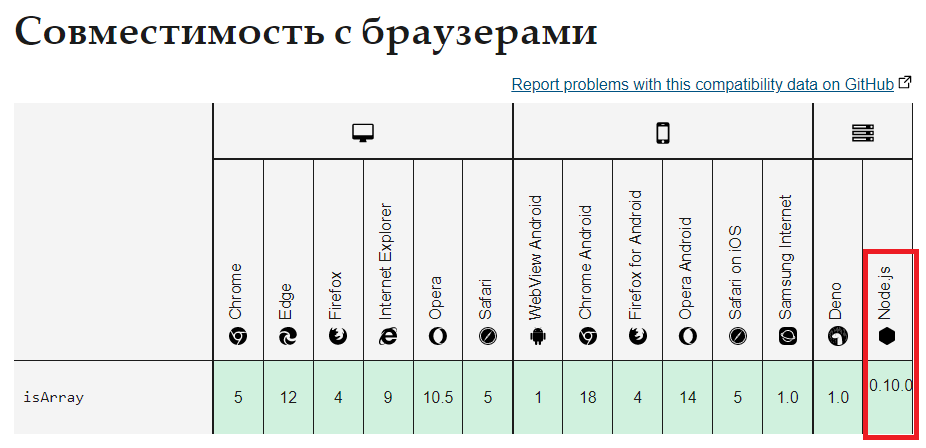 Совместимость с браузерами
Report problems with this compatibility data on GitHub
Chrome
Edge
Firefox
Internet Explorer
Opera
Safari
WebView Android
Chrome Android
Firefox for Android
Opera Android
Safari on iOS
Samsung Internet
Deno
Node.js
isArray 5 12 4 9 10.5 5 1 18 4 14 5 1.0 1.0 0.10.0